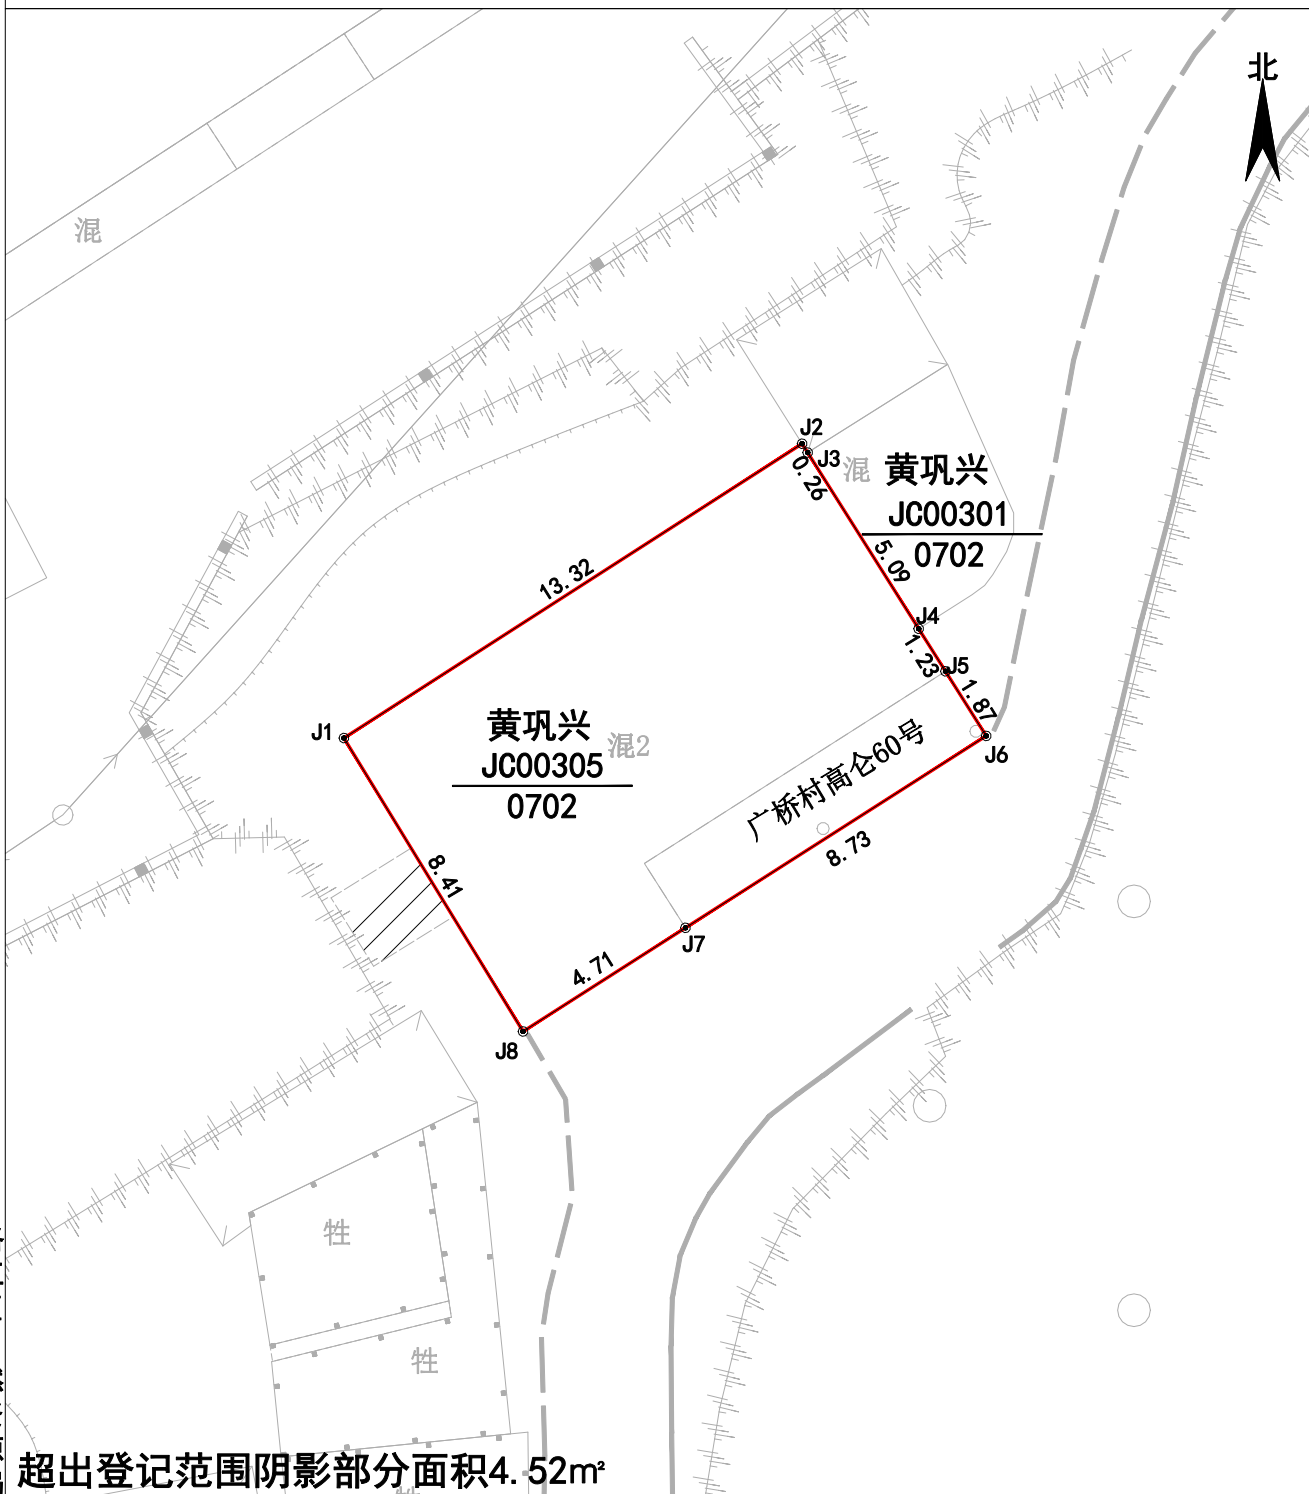 北
混
J2
J3
0.26
混
黄巩兴
JC00301
0702
5.09
13.32
J4
1.23
J5
1.87
J1
黄巩兴
JC00305
0702
混2
J6
广桥村高仑60号
8.73
8.41
J7
4.71
J8
牲
牲
超出登记范围阴影部分面积4.52m²